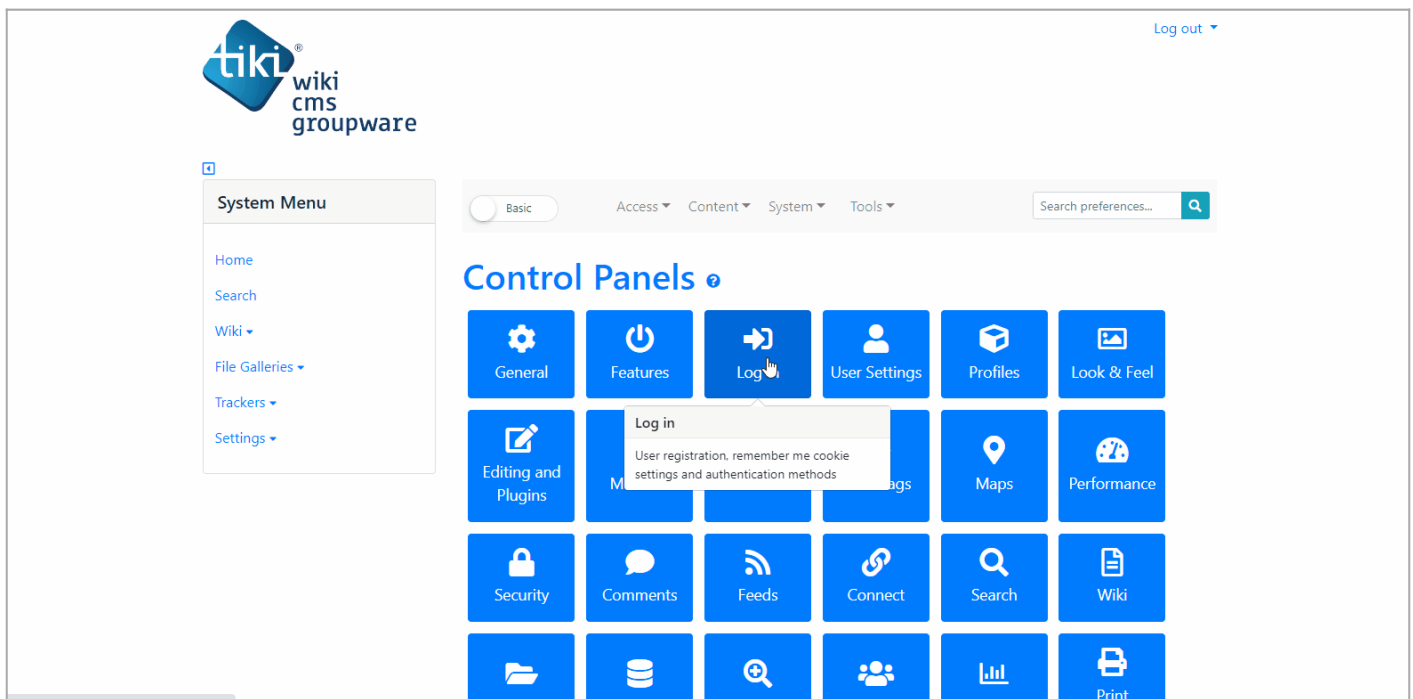 Log out
tiki®
wiki
cms
groupware
System Menu
Basic
Access
Content
System
Tools
Search preferences...
Home
Search
Wiki
File Galleries
Trackers
Settings
Control Panels
General
Features
Log in
User Settings
Profiles
Look & Feel
Log in
User registration, remember me cookie
settings and authentication methods
Editing and
Plugins
Maps
Performance
Security
Comments
Feeds
Connect
Search
Wiki
Print